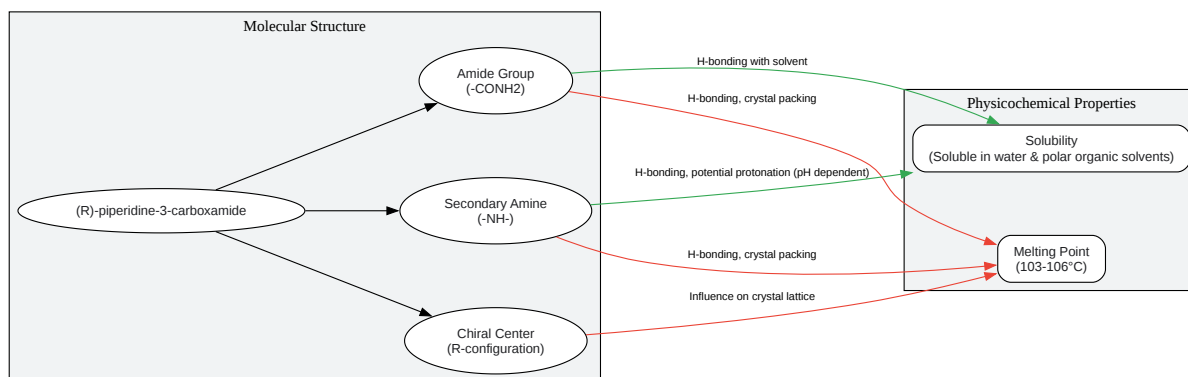 Molecular Structure
Amide Group
(-CONH2)
(R)-piperidine-3-carboxamide
Secondary Amine
(-NH-)
Chiral Center
(R-configuration)
H-bonding with solvent
H-bonding, crystal packing
H-bonding, potential protonation (pH dependent)
H-bonding, crystal packing
Influence on crystal lattice
Physicochemical Properties
Solubility
(Soluble in water & polar organic solvents)
Melting Point
(103-106°C)